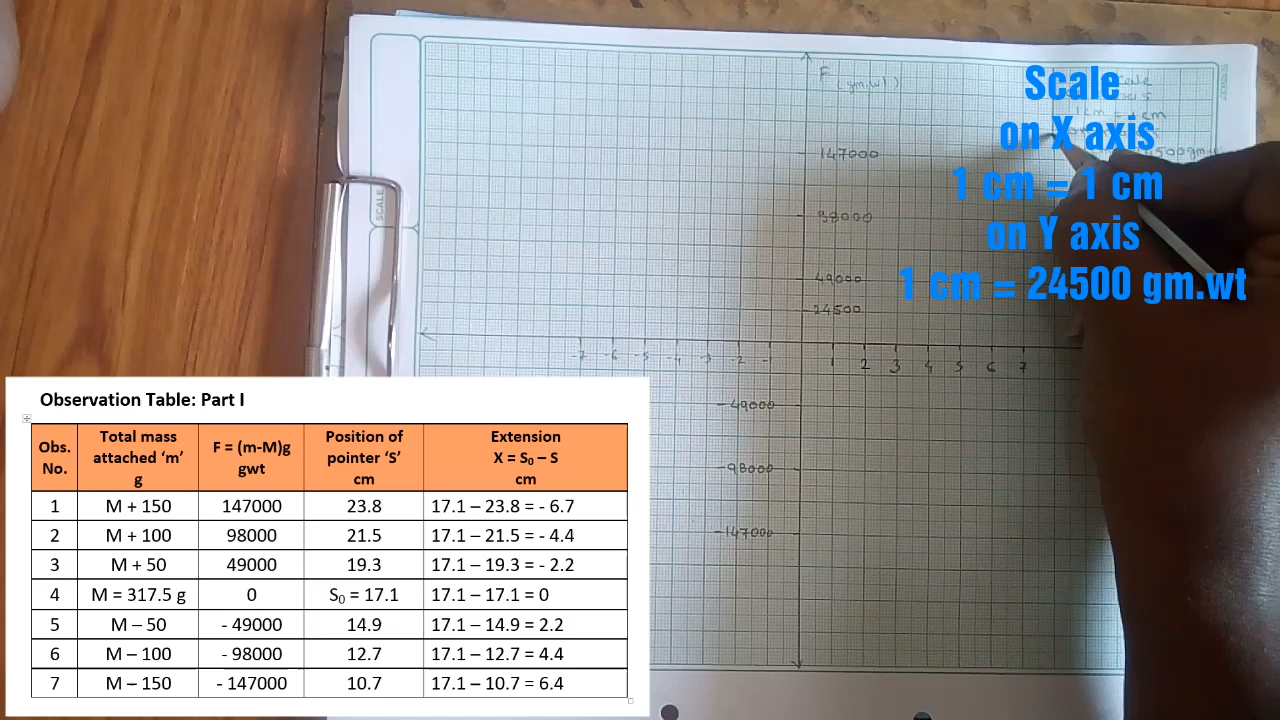 Scale
on X axis
1 cm = 1 cm
on Y axis
1 cm = 24500 gm.wt
F
(gm.wt)
147000
98000
49000
24500
-7 -6 -5 -4 -3 -2 -1 1 2 3 4 5 6 7
-49000
-98000
-147000
SCALE
Observation Table: Part I
Obs. No. Total mass attached ‘m’ g F = (m-M)g gwt Position of pointer ‘S’ cm Extension X = S₀ – S cm
1 M + 150 147000 23.8 17.1 – 23.8 = - 6.7
2 M + 100 98000 21.5 17.1 – 21.5 = - 4.4
3 M + 50 49000 19.3 17.1 – 19.3 = - 2.2
4 M = 317.5 g 0 S₀ = 17.1 17.1 – 17.1 = 0
5 M – 50 - 49000 14.9 17.1 – 14.9 = 2.2
6 M – 100 - 98000 12.7 17.1 – 12.7 = 4.4
7 M – 150 - 147000 10.7 17.1 – 10.7 = 6.4